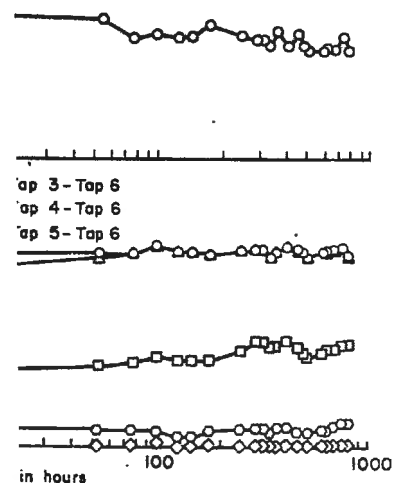 ap 3-Tap 6
ap 4-Tap 6
ap 5-Tap 6
100
1000
in hours